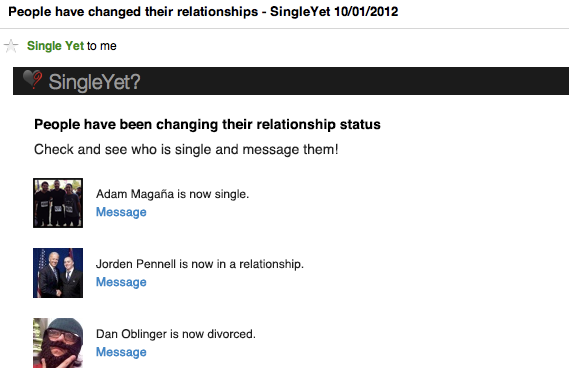 People have changed their relationships - SingleYet 10/01/2012
Single Yet to me
SingleYet?
People have been changing their relationship status
Check and see who is single and message them!
Adam Magaña is now single.
Message
Jorden Pennell is now in a relationship.
Message
Dan Oblinger is now divorced.
Message